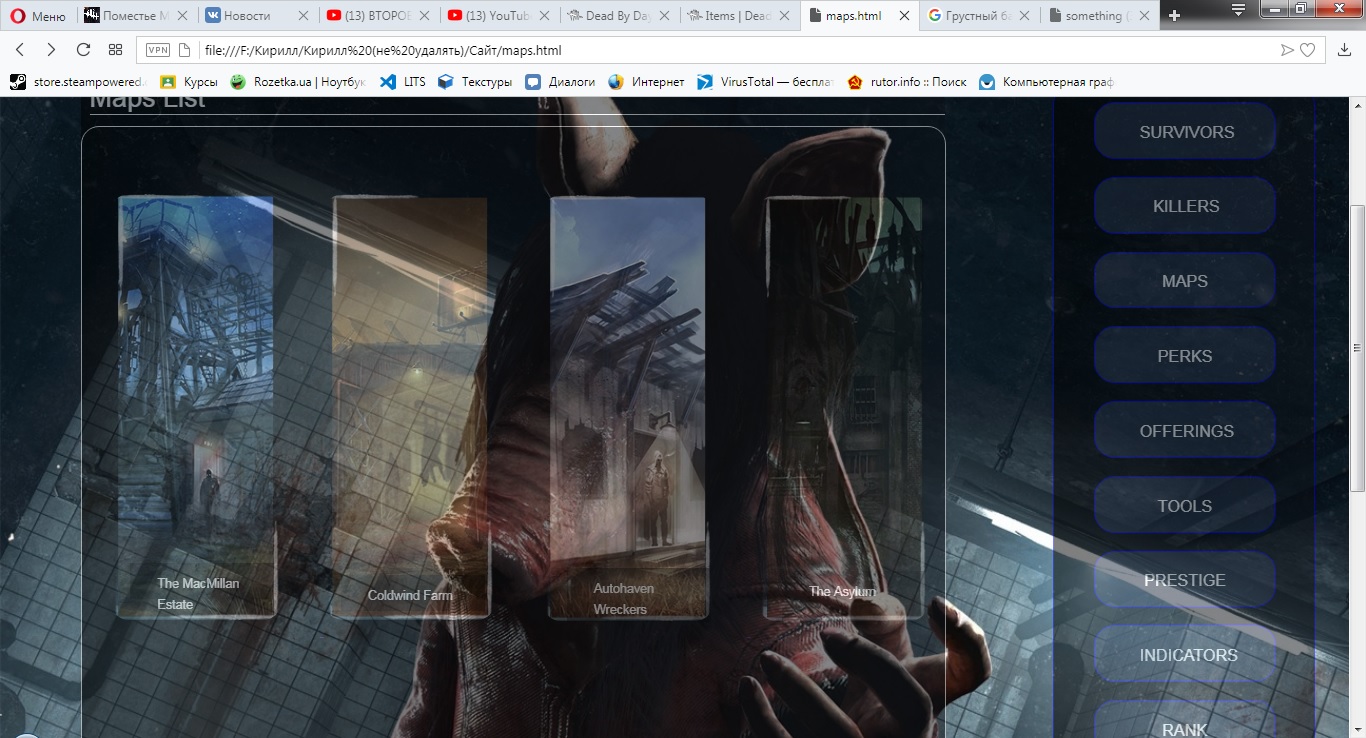 Меню
Поместье М
Новости
(13) ВТОРОЕ
(13) YouTub
Dead By Da
Items | Dead
maps.html
Грустный ба
something (
VPN
file:///F:/Кирилл/Кирилл%20(не%20удалять)/Сайт/maps.html
store.steampowered.
Курсы
Rozetka.ua | Ноутбук
LITS
Текстуры
Диалоги
Интернет
VirusTotal — бесплат
rutor.info :: Поиск
Компьютерная граф
Maps List
The MacMillan
Estate
Coldwind Farm
Autohaven
Wreckers
The Asylum
SURVIVORS
KILLERS
MAPS
PERKS
OFFERINGS
TOOLS
PRESTIGE
INDICATORS
RANK